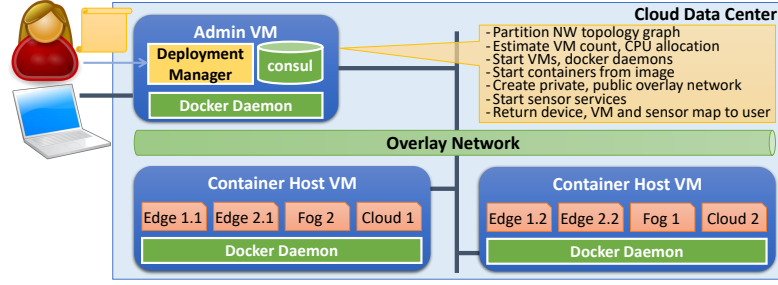 Cloud Data Center
Admin VM
Deployment
Manager
consul
Docker Daemon
- Partition NW topology graph
- Estimate VM count, CPU allocation
- Start VMs, docker daemons
- Start containers from image
- Create private, public overlay network
- Start sensor services
- Return device, VM and sensor map to user
Overlay Network
Container Host VM
Edge 1.1 Edge 2.1 Fog 2 Cloud 1
Docker Daemon
Container Host VM
Edge 1.2 Edge 2.2 Fog 1 Cloud 2
Docker Daemon